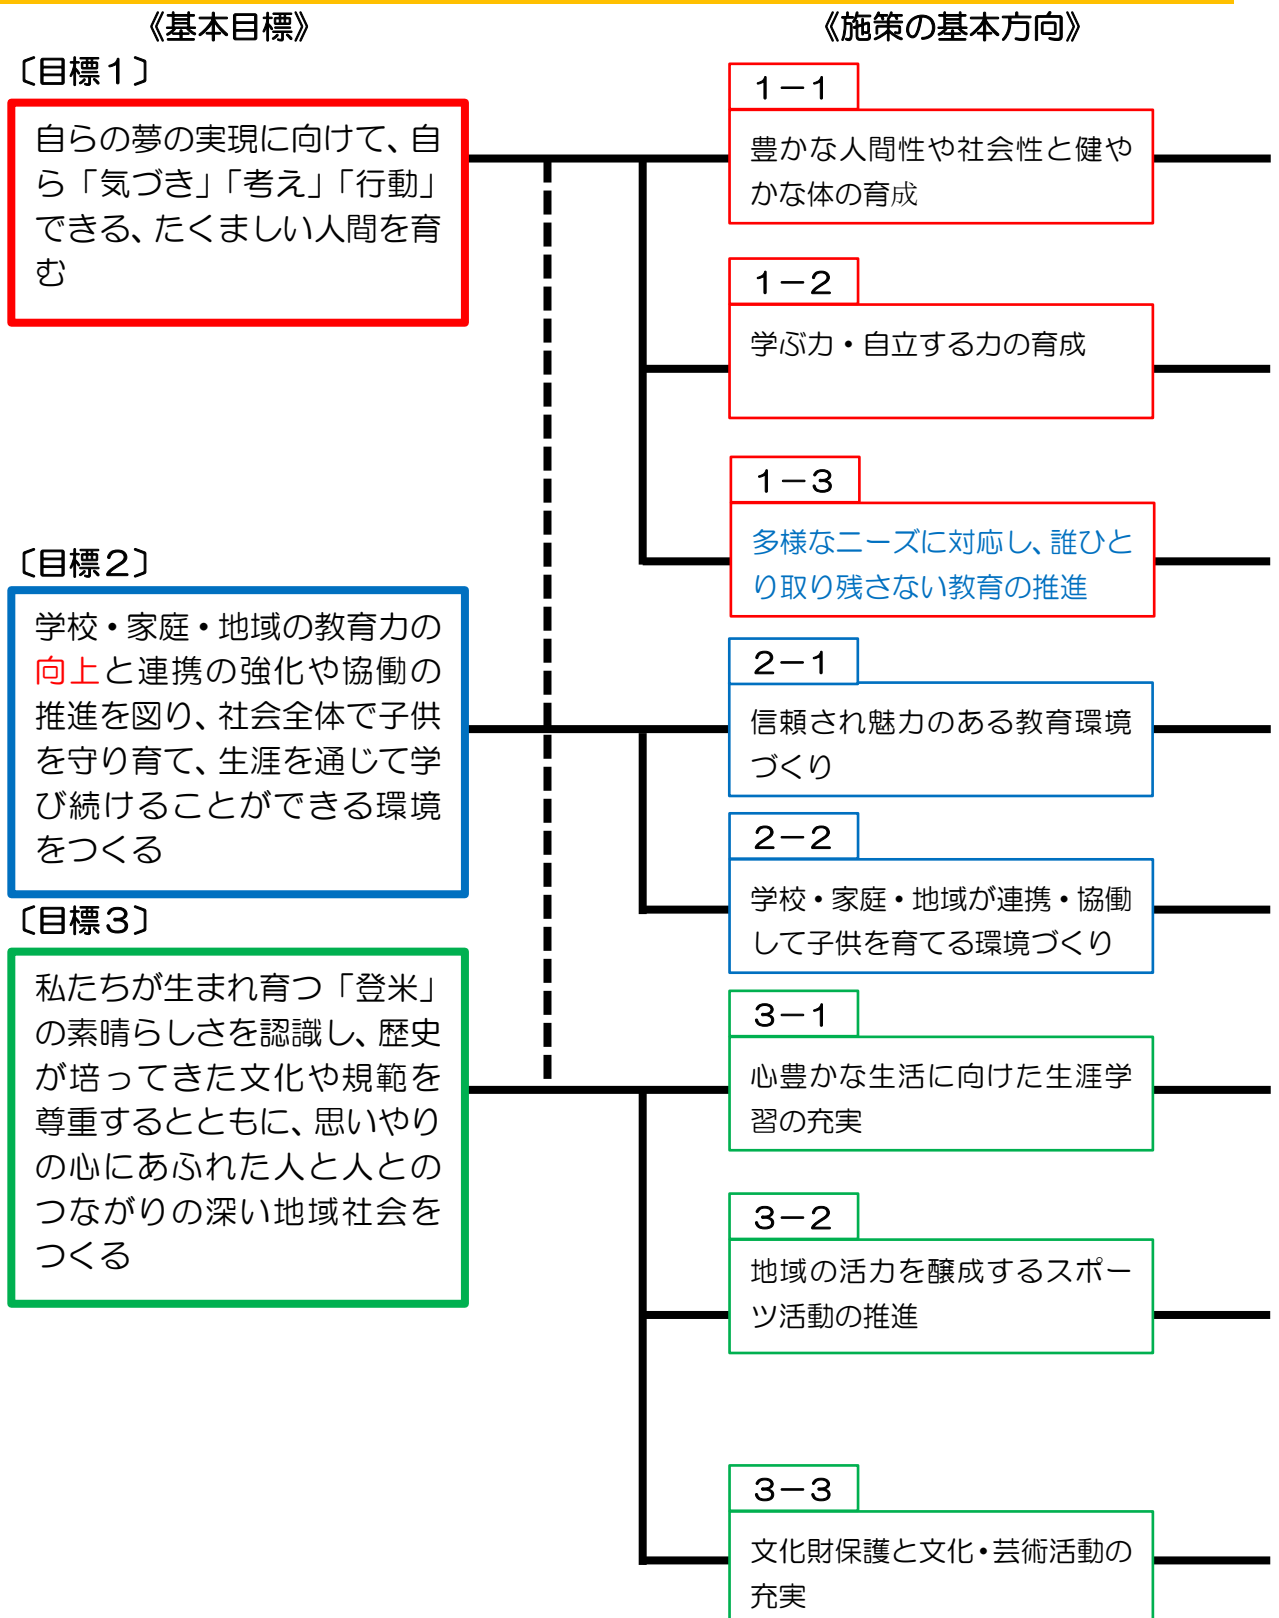 《基本目標》
〔目標１〕
自らの夢の実現に向けて、自
ら「気づき」「考え」「行動」
できる、たくましい人間を育
む
〔目標２〕
学校・家庭・地域の教育力の
向上と連携の強化や協働の
推進を図り、社会全体で子供
を守り育て、生涯を通じて学
び続けることができる環境
をつくる
〔目標３〕
私たちが生まれ育つ「登米」
の素晴らしさを認識し、歴史
が培ってきた文化や規範を
尊重するとともに、思いやり
の心にあふれた人と人との
つながりの深い地域社会を
つくる
《施策の基本方向》
１－１
豊かな人間性や社会性と健や
かな体の育成
１－２
学ぶ力・自立する力の育成
１－３
多様なニーズに対応し、誰ひと
り取り残さない教育の推進
２－１
信頼され魅力のある教育環境
づくり
２－２
学校・家庭・地域が連携・協働
して子供を育てる環境づくり
３－１
心豊かな生活に向けた生涯学
習の充実
３－２
地域の活力を醸成するスポー
ツ活動の推進
３－３
文化財保護と文化・芸術活動の
充実